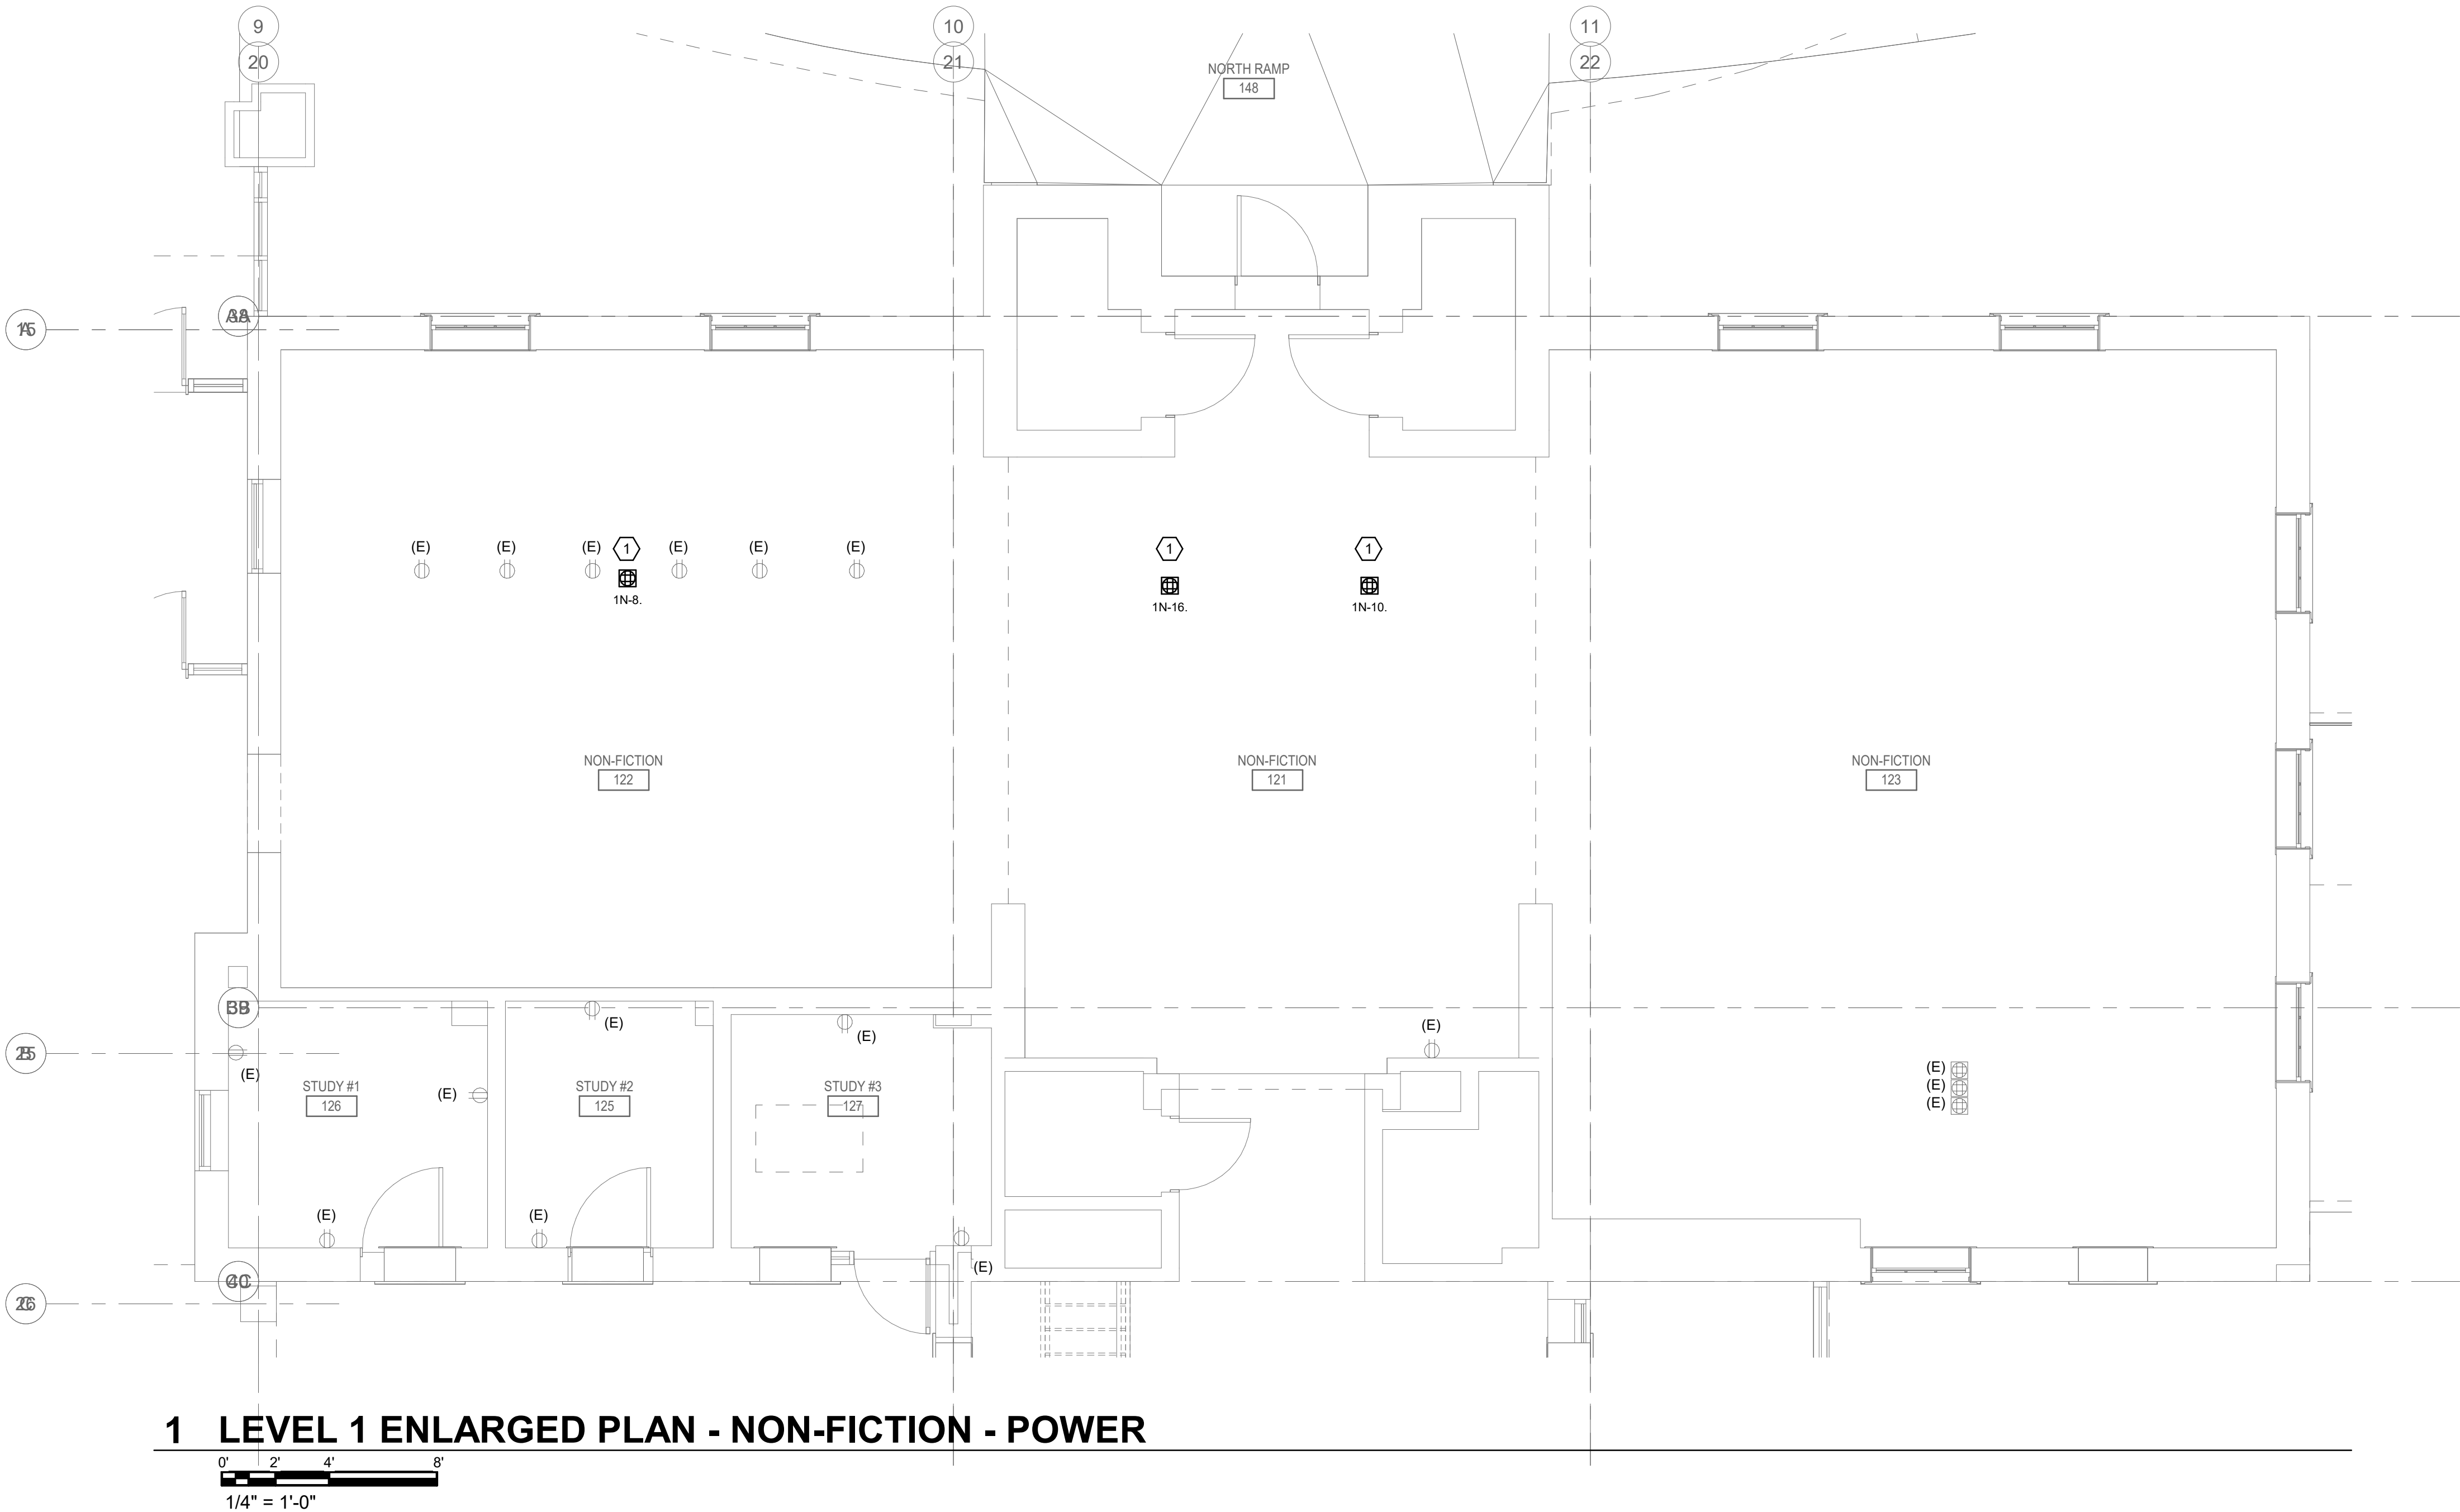 9
10
11
20
21
22
NORTH RAMP
148
(E)
(E)
(E)
1
(E)
(E)
(E)
1
1
1N-8.
1N-16.
1N-10.
NON-FICTION
122
NON-FICTION
121
NON-FICTION
123
(E)
(E)
(E)
(E)
(E)
STUDY #1
126
(E)
STUDY #2
125
STUDY #3
127
(E)
(E)
(E)
(E)
(E)
(E)
1 LEVEL 1 ENLARGED PLAN - NON-FICTION - POWER
0' 2' 4' 8'
1/4" = 1'-0"